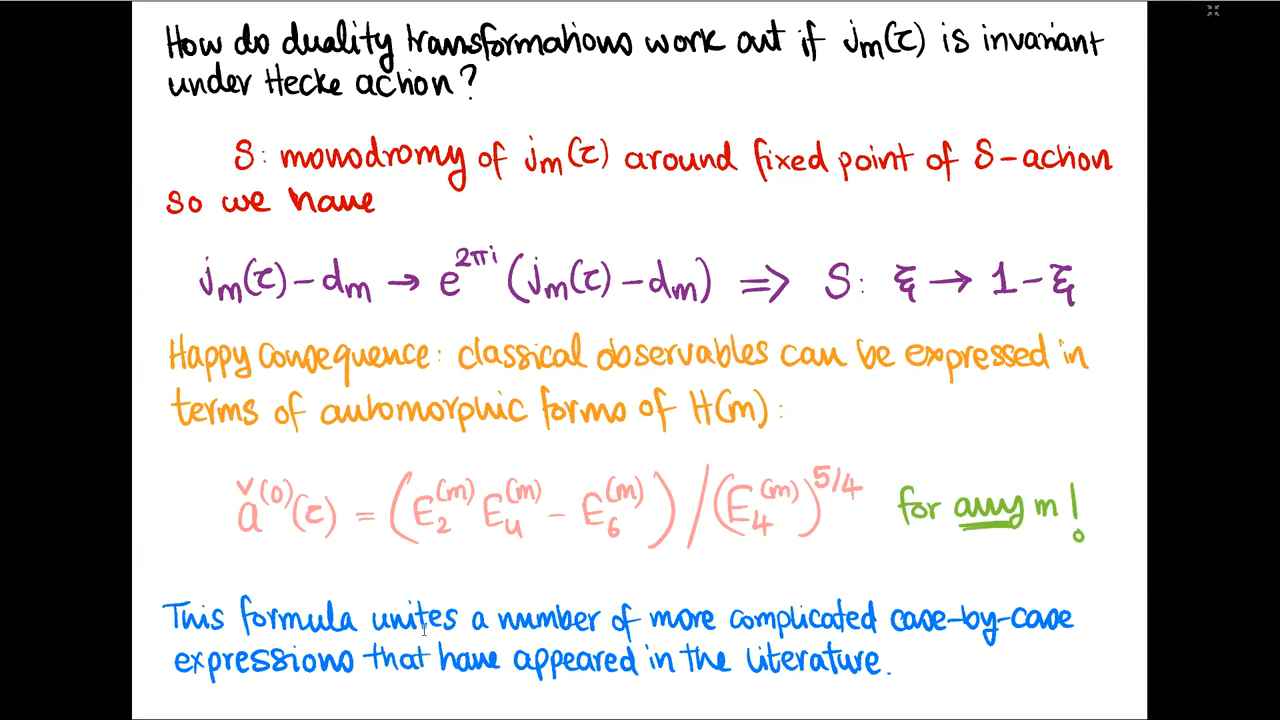 How do duality transformations work out if jₘ(τ) is invariant
under Hecke action?
S: monodromy of jₘ(τ) around fixed point of S-action
so we have
jₘ(τ) - dₘ → e^{2πi} (jₘ(τ) - dₘ) ⟹ S: ξ → 1 - ξ
Happy consequence: classical observables can be expressed in
terms of automorphic forms of H(m):
ǎ^{(0)}(τ) = (E₂^{(m)} E₄^{(m)} - E₆^{(m)}) / (E₄^{(m)})^{5/4} for any m!
This formula unites a number of more complicated case-by-case
expressions that have appeared in the literature.